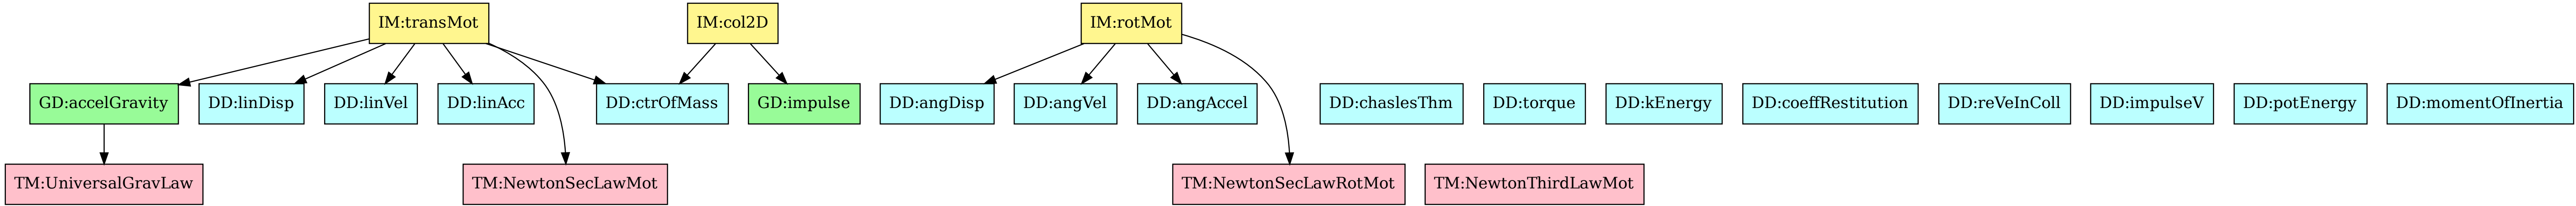 IM:transMot
IM:col2D
IM:rotMot
GD:accelGravity
DD:linDisp
DD:linVel
DD:linAcc
DD:ctrOfMass
GD:impulse
DD:angDisp
DD:angVel
DD:angAccel
DD:chaslesThm
DD:torque
DD:kEnergy
DD:coeffRestitution
DD:reVeInColl
DD:impulseV
DD:potEnergy
DD:momentOfInertia
TM:UniversalGravLaw
TM:NewtonSecLawMot
TM:NewtonSecLawRotMot
TM:NewtonThirdLawMot